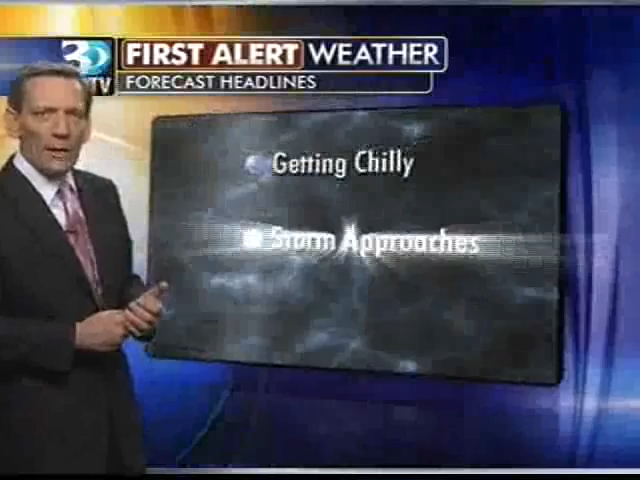 3
TV
FIRST ALERT WEATHER
FORECAST HEADLINES
Getting Chilly
Storm Approaches